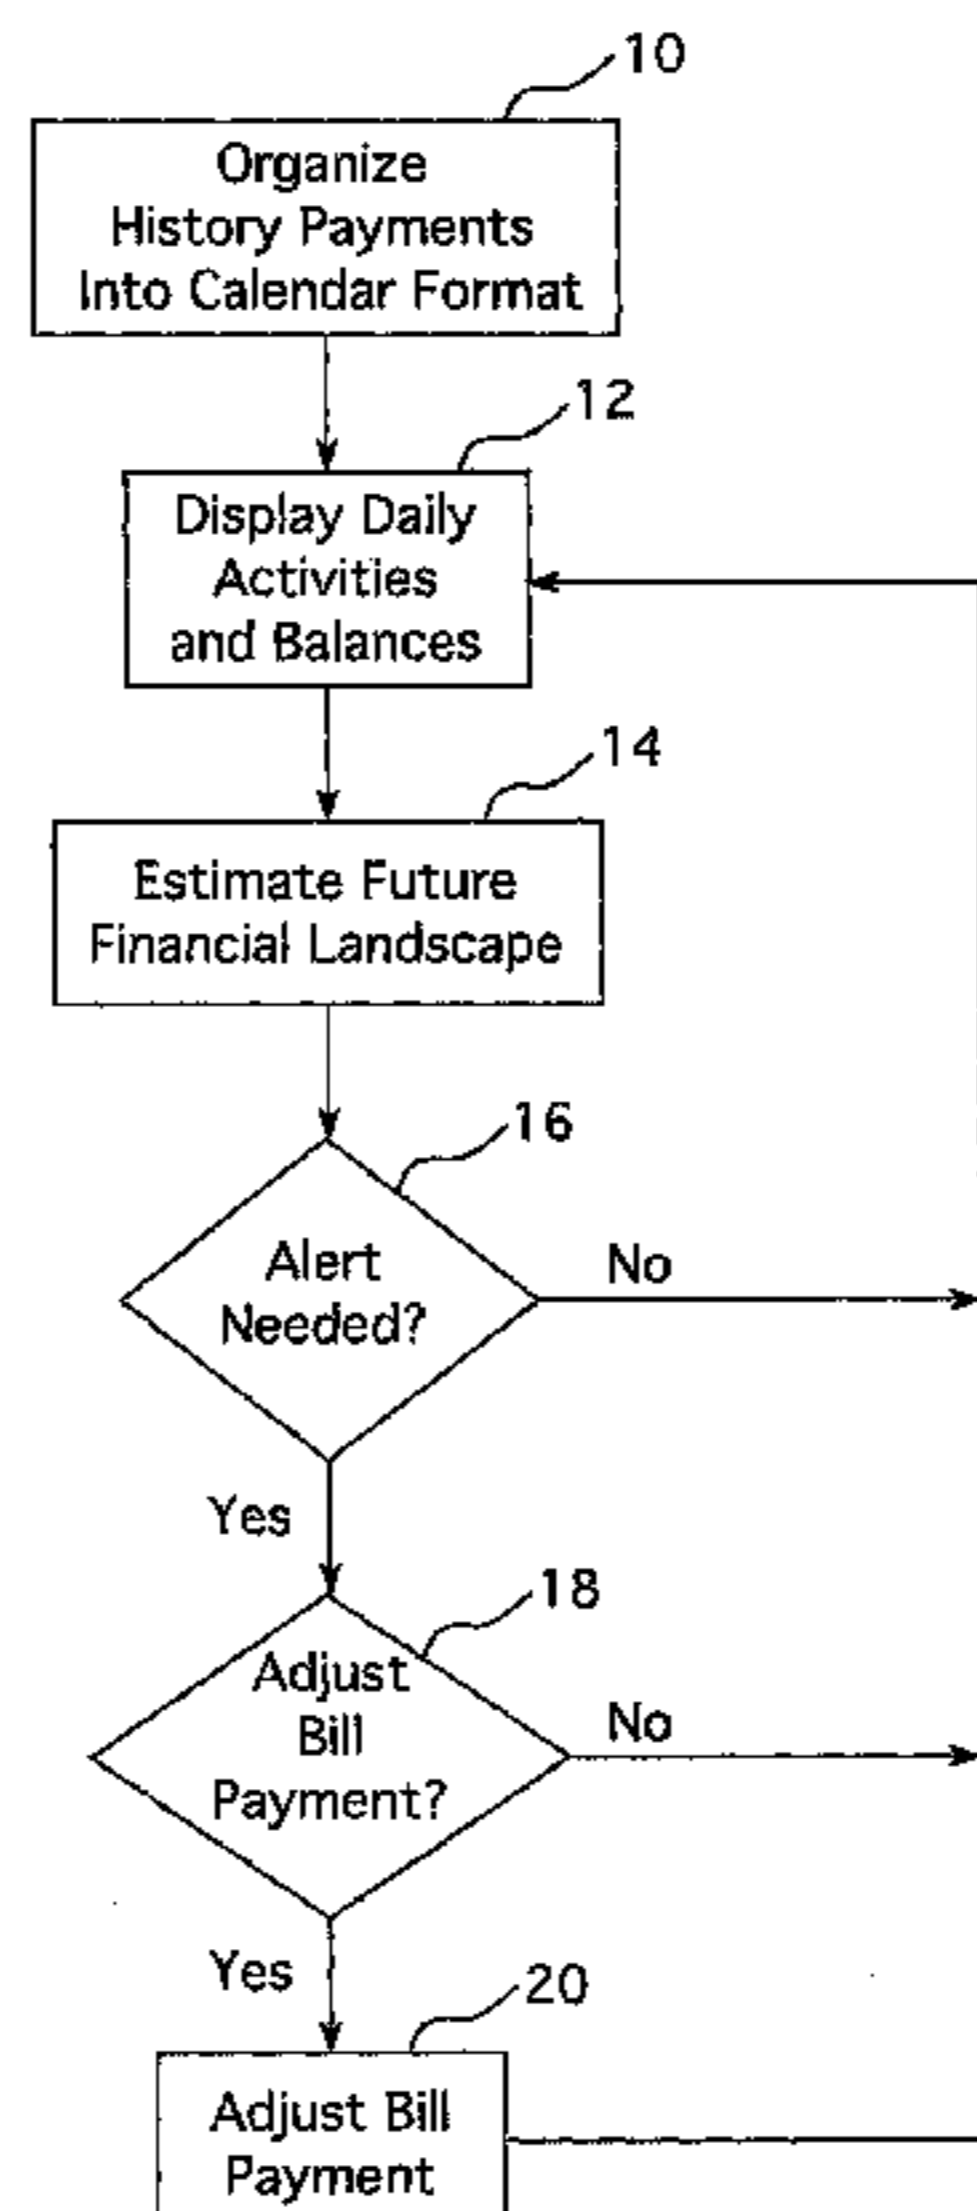 10
Organize
History Payments
Into Calendar Format
12
Display Daily
Activities
and Balances
14
Estimate Future
Financial Landscape
16
Alert
Needed?
No
Yes
18
Adjust
Bill
Payment?
No
Yes
20
Adjust Bill
Payment